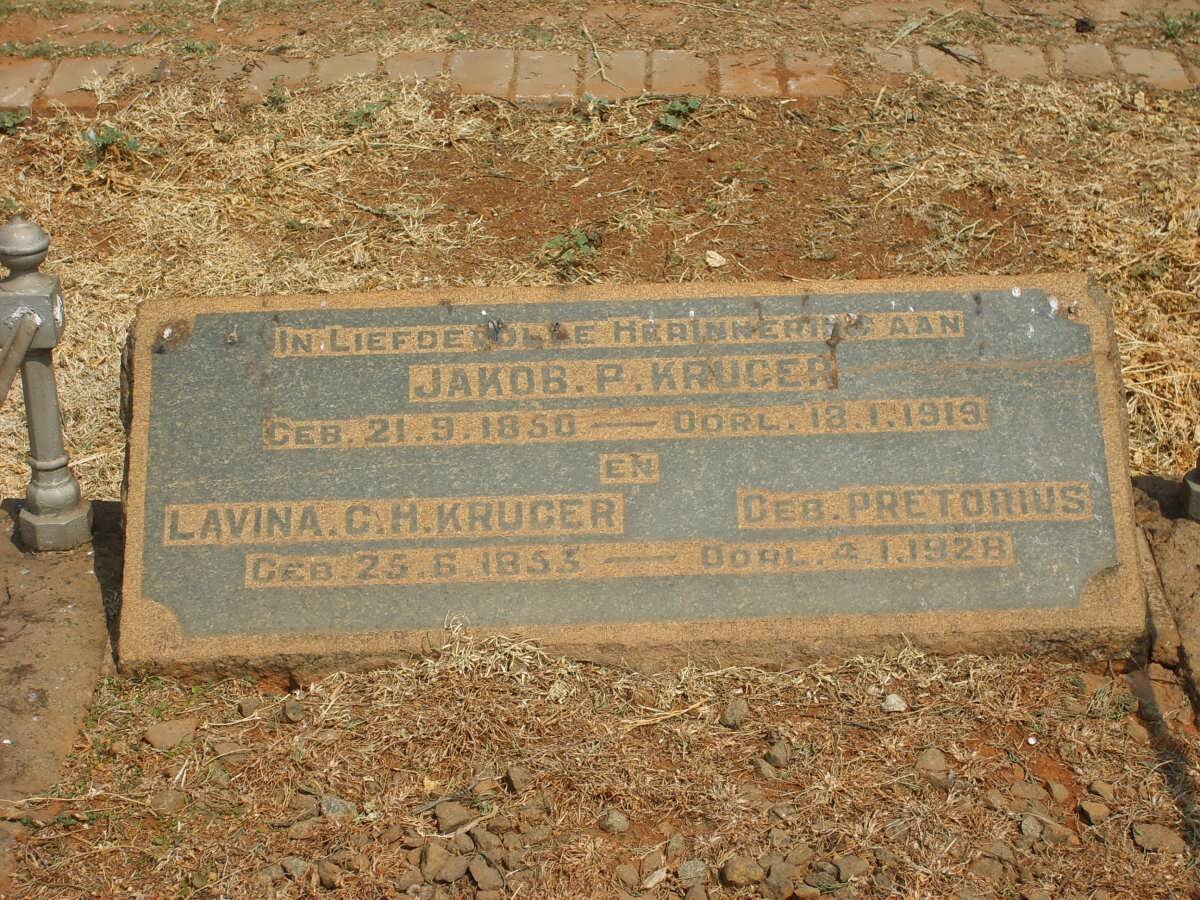 IN LIEFDEVOLLE HERINNERING AAN
JAKOB. P. KRUGER
GEB. 21.9.1850 — OORL. 18.1.1919
EN
LAVINA. C. H. KRUGER GEB. PRETORIUS
GEB. 25.6.1853 — OORL. 4.1.1928